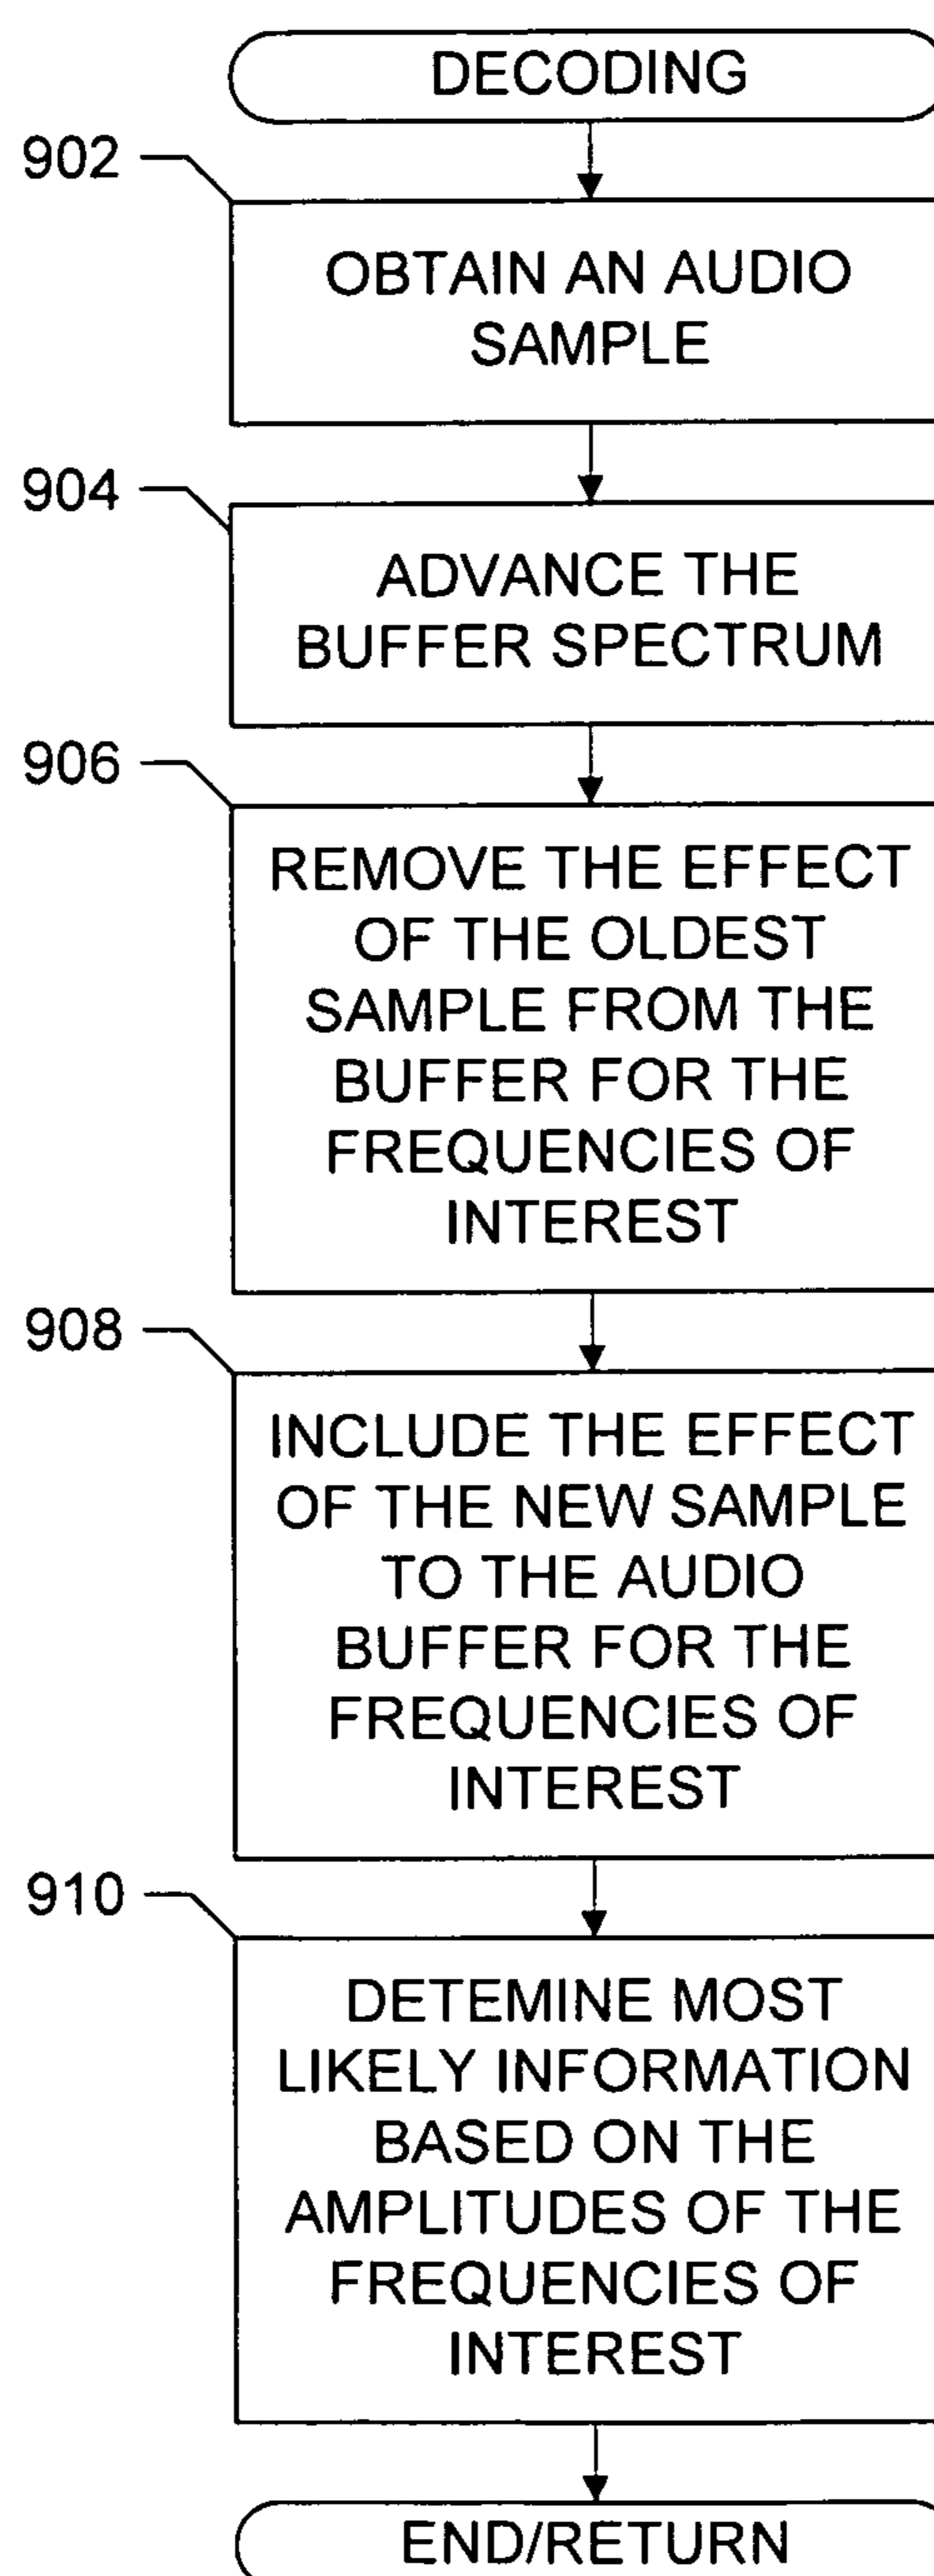 DECODING
902
OBTAIN AN AUDIO
SAMPLE
904
ADVANCE THE
BUFFER SPECTRUM
906
REMOVE THE EFFECT
OF THE OLDEST
SAMPLE FROM THE
BUFFER FOR THE
FREQUENCIES OF
INTEREST
908
INCLUDE THE EFFECT
OF THE NEW SAMPLE
TO THE AUDIO
BUFFER FOR THE
FREQUENCIES OF
INTEREST
910
DETEMINE MOST
LIKELY INFORMATION
BASED ON THE
AMPLITUDES OF THE
FREQUENCIES OF
INTEREST
END/RETURN